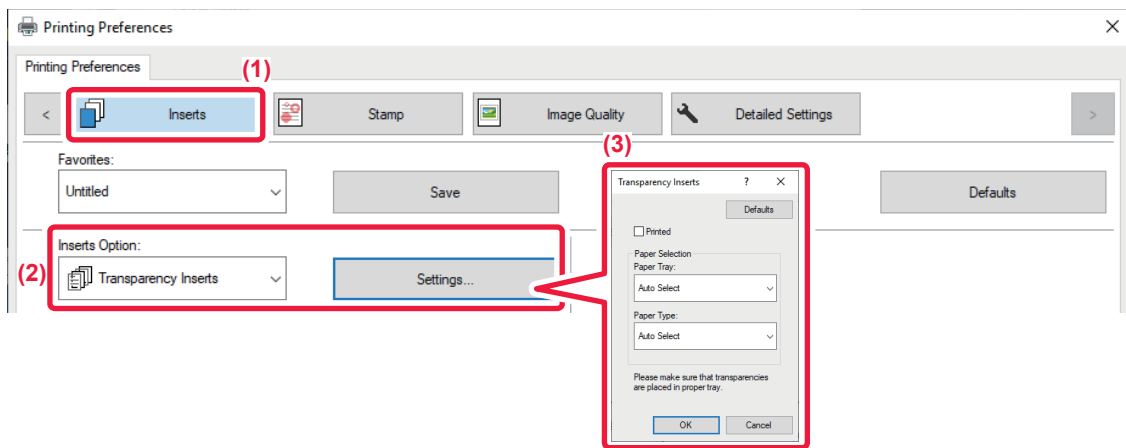 Printing Preferences
Printing Preferences
(1)
<
Inserts
Stamp
Image Quality
Detailed Settings
>
Favorites:
Untitled
Save
Defaults
Inserts Option:
(2)
Transparency Inserts
Settings...
(3)
Transparency Inserts
?
Defaults
Printed
Paper Selection
Paper Tray:
Auto Select
Paper Type:
Auto Select
Please make sure that transparencies
are placed in proper tray.
OK
Cancel